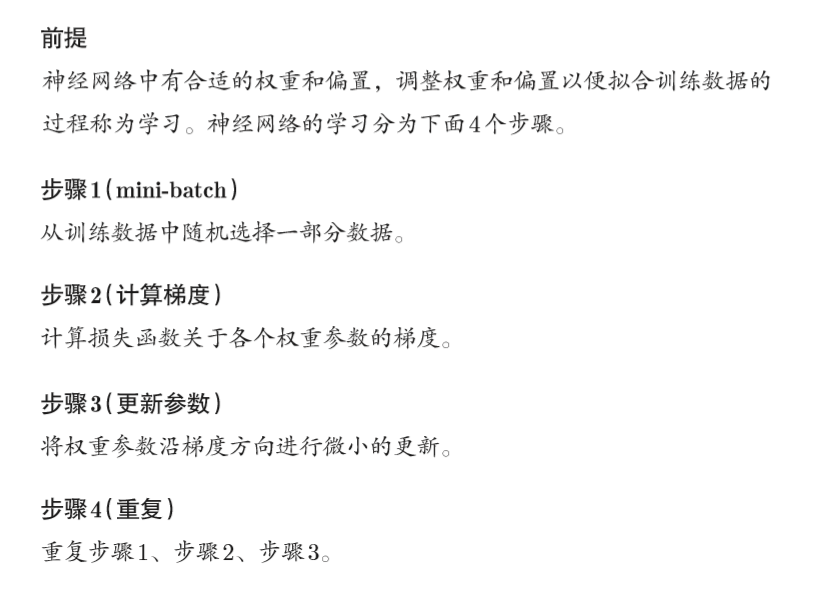 前提
神经网络中有合适的权重和偏置，调整权重和偏置以便拟合训练数据的
过程称为学习。神经网络的学习分为下面4个步骤。
步骤1(mini-batch)
从训练数据中随机选择一部分数据。
步骤2(计算梯度)
计算损失函数关于各个权重参数的梯度。
步骤3(更新参数)
将权重参数沿梯度方向进行微小的更新。
步骤4(重复)
重复步骤1、步骤2、步骤3。